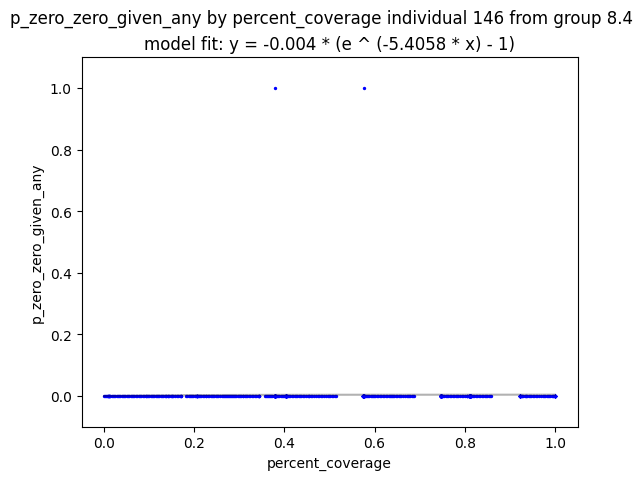 p_zero_zero_given_any by percent_coverage individual 146 from group 8.4
model fit: y = -0.004 * (e ^ (-5.4058 * x) - 1)
1.0
0.8
0.6
0.4
0.2
0.0
p_zero_zero_given_any
0.0 0.2 0.4 0.6 0.8 1.0
percent_coverage